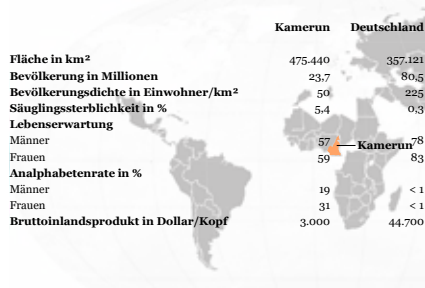 Kamerun Deutschland
Fläche in km² 475.440 357.121
Bevölkerung in Millionen 23,7 80,5
Bevölkerungsdichte in Einwohner/km² 50 225
Säuglingssterblichkeit in % 5,4 0,3
Lebenserwartung
Männer 57 78
Kamerun
Frauen 59 83
Analphabetenrate in %
Männer 19 < 1
Frauen 31 < 1
Bruttoinlandsprodukt in Dollar/Kopf 3.000 44.700